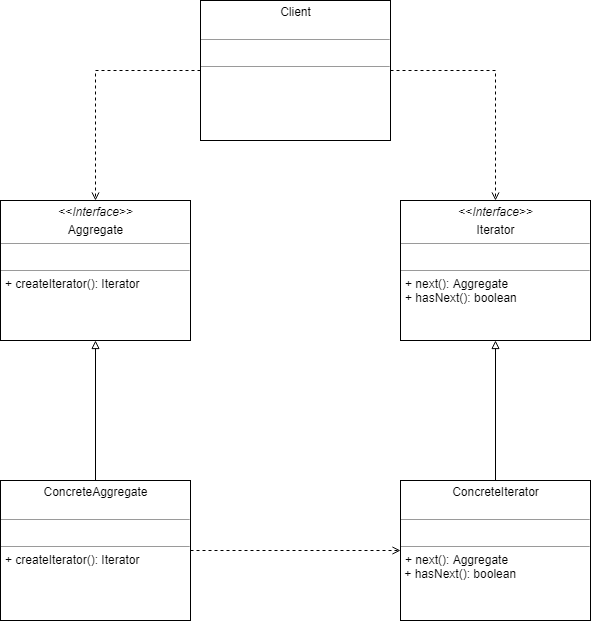 Client
<<Interface>>
Aggregate
+ createIterator(): Iterator
<<Interface>>
Iterator
+ next(): Aggregate
+ hasNext(): boolean
ConcreteAggregate
+ createIterator(): Iterator
ConcreteIterator
+ next(): Aggregate
+ hasNext(): boolean